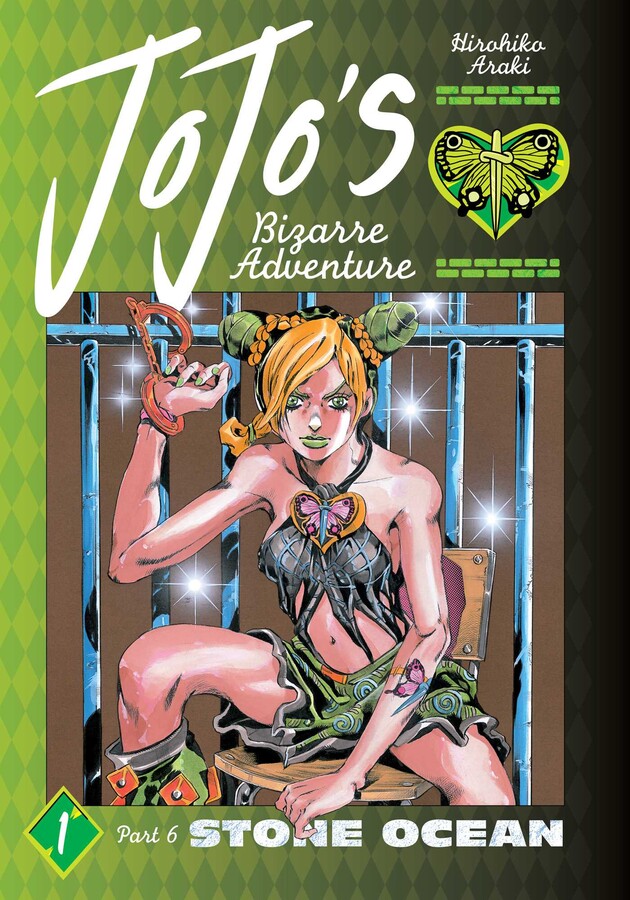 JoJo's
Bizarre
Adventure
Hirohiko
Araki
1
Part 6 STONE OCEAN